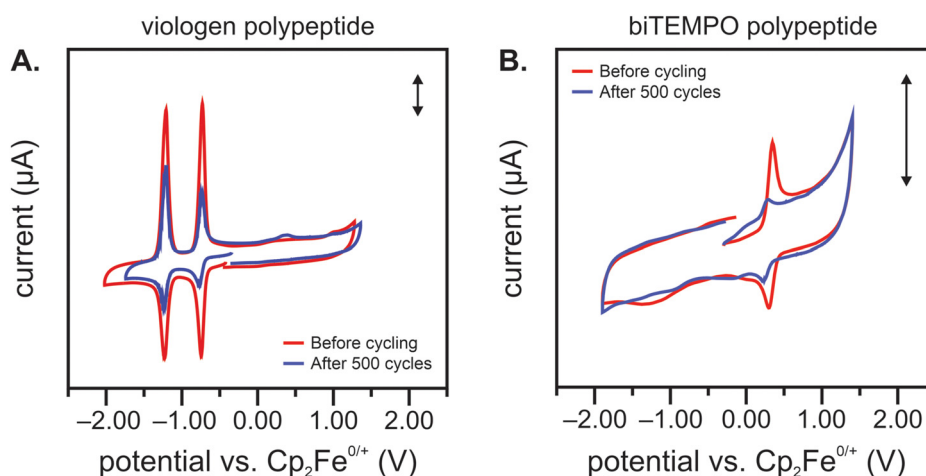 viologen polypeptide
A.
current (µA)
Before cycling
After 500 cycles
–2.00 –1.00 0.00 1.00 2.00
potential vs. Cp₂Fe⁰ᐟ⁺ (V)
biTEMPO polypeptide
B.
Before cycling
After 500 cycles
current (µA)
–2.00 –1.00 0.00 1.00 2.00
potential vs. Cp₂Fe⁰ᐟ⁺ (V)